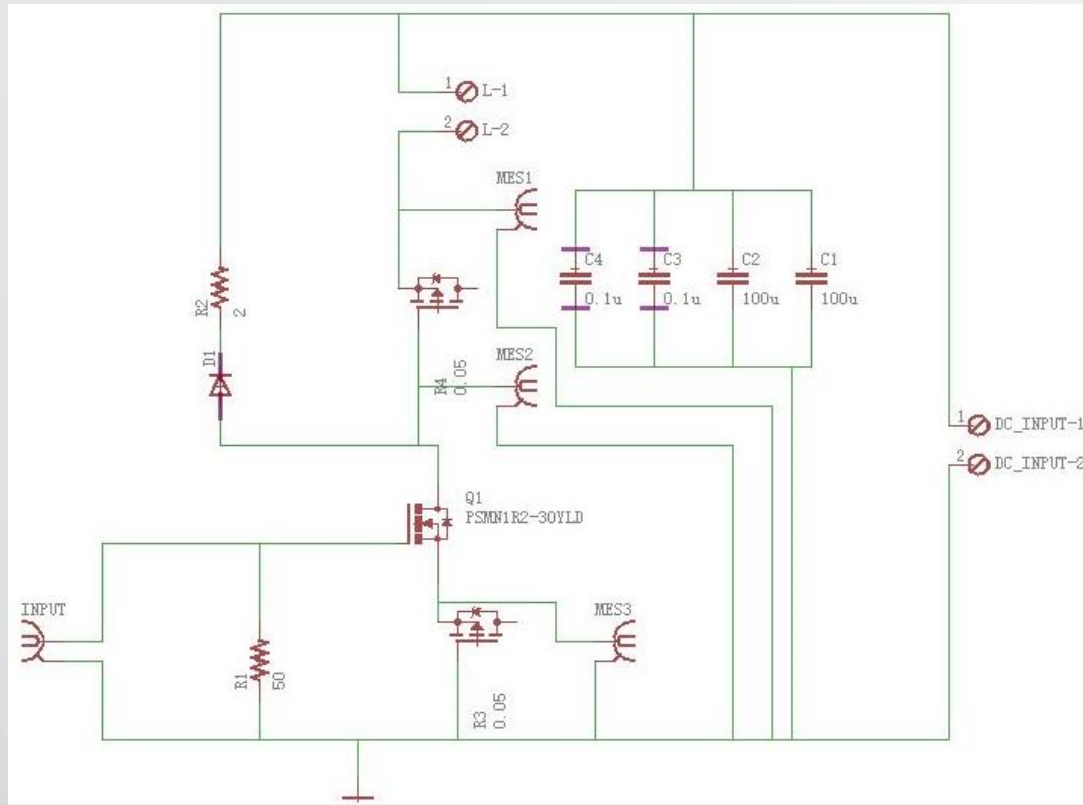 1 L-1
2 L-2
MES1
C4
0.1u
C3
0.1u
C2
100u
C1
100u
R2
2
D1
MES2
R4
0.05
1 DC_INPUT-1
2 DC_INPUT-2
Q1
PSMN1R2-30YLD
INPUT
MES3
R1
50
R3
0.05